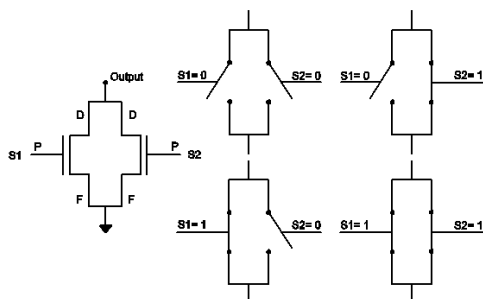 Output
D D
S1 P P S2
F F
S1= 0 S2= 0
S1= 0 S2= 1
S1= 1 S2= 0
S1= 1 S2= 1